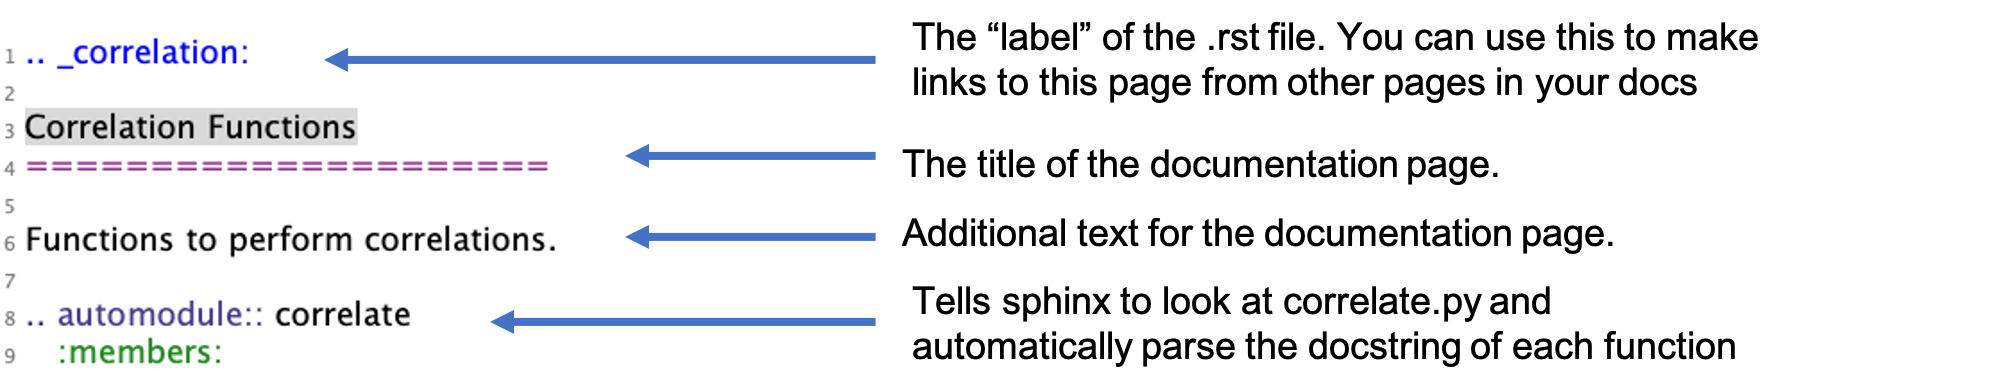 1 .. _correlation:
2
3 Correlation Functions
4 =====================
5
6 Functions to perform correlations.
7
8 .. automodule:: correlate
9 :members:
The “label” of the .rst file. You can use this to make
links to this page from other pages in your docs
The title of the documentation page.
Additional text for the documentation page.
Tells sphinx to look at correlate.py and
automatically parse the docstring of each function